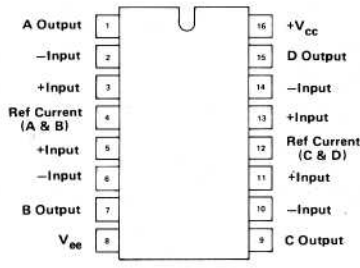 A Output 1
–Input 2
+Input 3
Ref Current 4
(A & B)
+Input 5
–Input 6
B Output 7
Vee 8
16 +Vcc
15 D Output
14 –Input
13 +Input
12 Ref Current
(C & D)
11 +Input
10 –Input
9 C Output